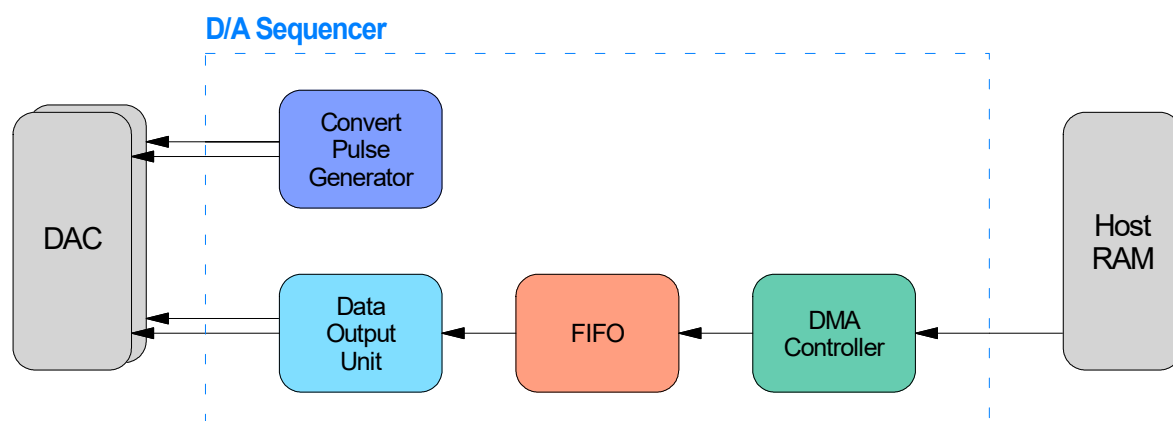 D/A Sequencer
Convert
Pulse
Generator
DAC
Host
RAM
Data
Output
Unit
FIFO
DMA
Controller